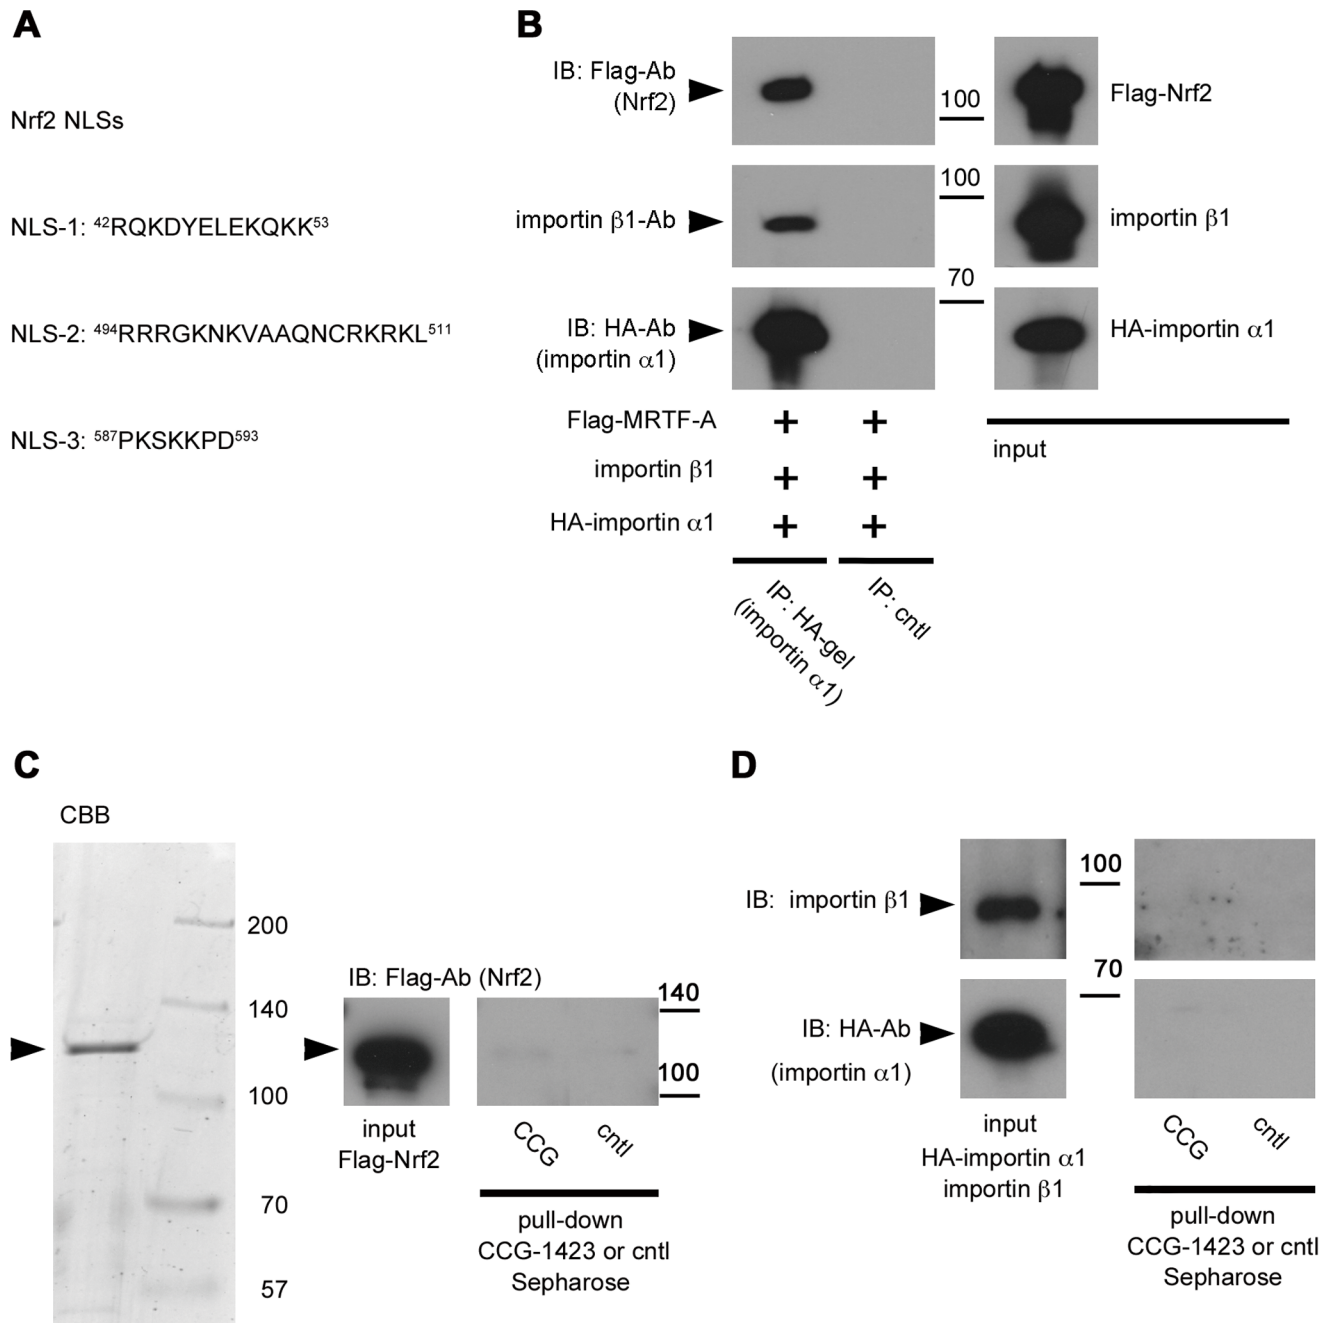 A
Nrf2 NLSs
NLS-1: ⁴²RQKDYELEKQKK⁵³
NLS-2: ⁴⁹⁴RRRGKNKVAAQNCRKRKL⁵¹¹
NLS-3: ⁵⁸⁷PKSKKPD⁵⁹³
B
IB: Flag-Ab
(Nrf2)
100
Flag-Nrf2
importin β1-Ab
100
importin β1
IB: HA-Ab
(importin α1)
70
HA-importin α1
Flag-MRTF-A + +
importin β1 + +
HA-importin α1 + +
input
IP: HA-gel
(importin α1)
IP: cntl
C
CBB
200
140
100
70
57
IB: Flag-Ab (Nrf2)
140
100
input
Flag-Nrf2
CCG
cntl
pull-down
CCG-1423 or cntl
Sepharose
D
IB: importin β1
100
IB: HA-Ab
(importin α1)
70
input
HA-importin α1
importin β1
CCG
cntl
pull-down
CCG-1423 or cntl
Sepharose